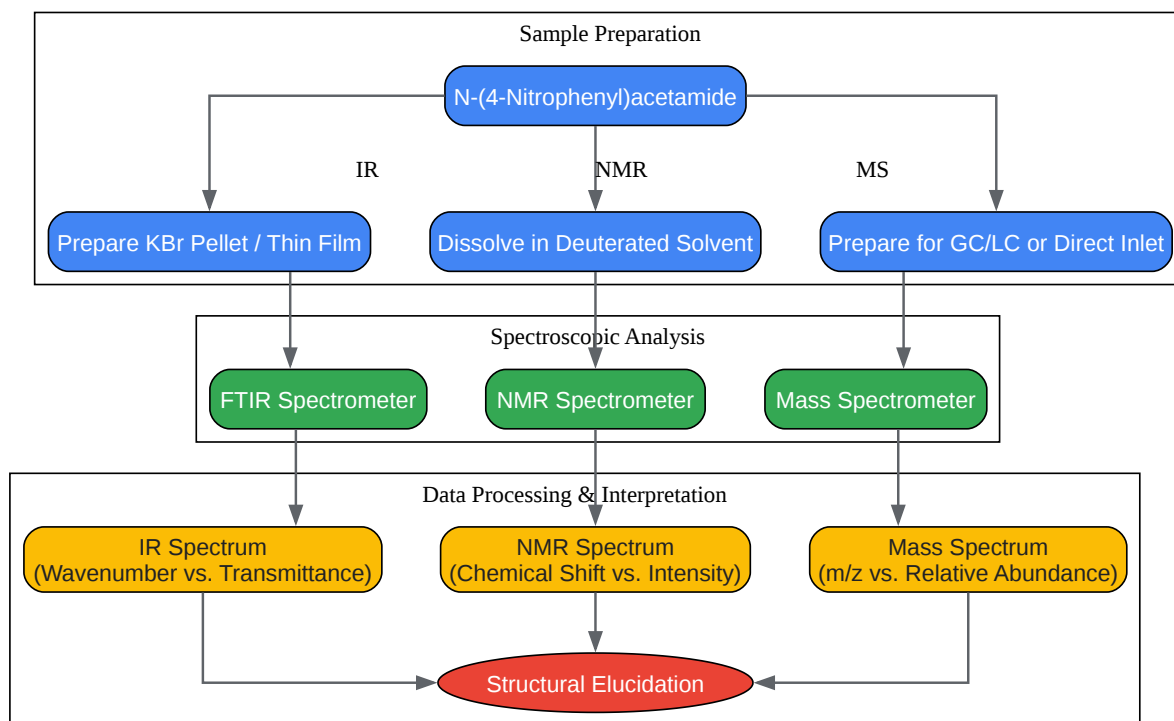 Sample Preparation
N-(4-Nitrophenyl)acetamide
IR
NMR
MS
Prepare KBr Pellet / Thin Film
Dissolve in Deuterated Solvent
Prepare for GC/LC or Direct Inlet
Spectroscopic Analysis
FTIR Spectrometer
NMR Spectrometer
Mass Spectrometer
Data Processing & Interpretation
IR Spectrum
(Wavenumber vs. Transmittance)
NMR Spectrum
(Chemical Shift vs. Intensity)
Mass Spectrum
(m/z vs. Relative Abundance)
Structural Elucidation